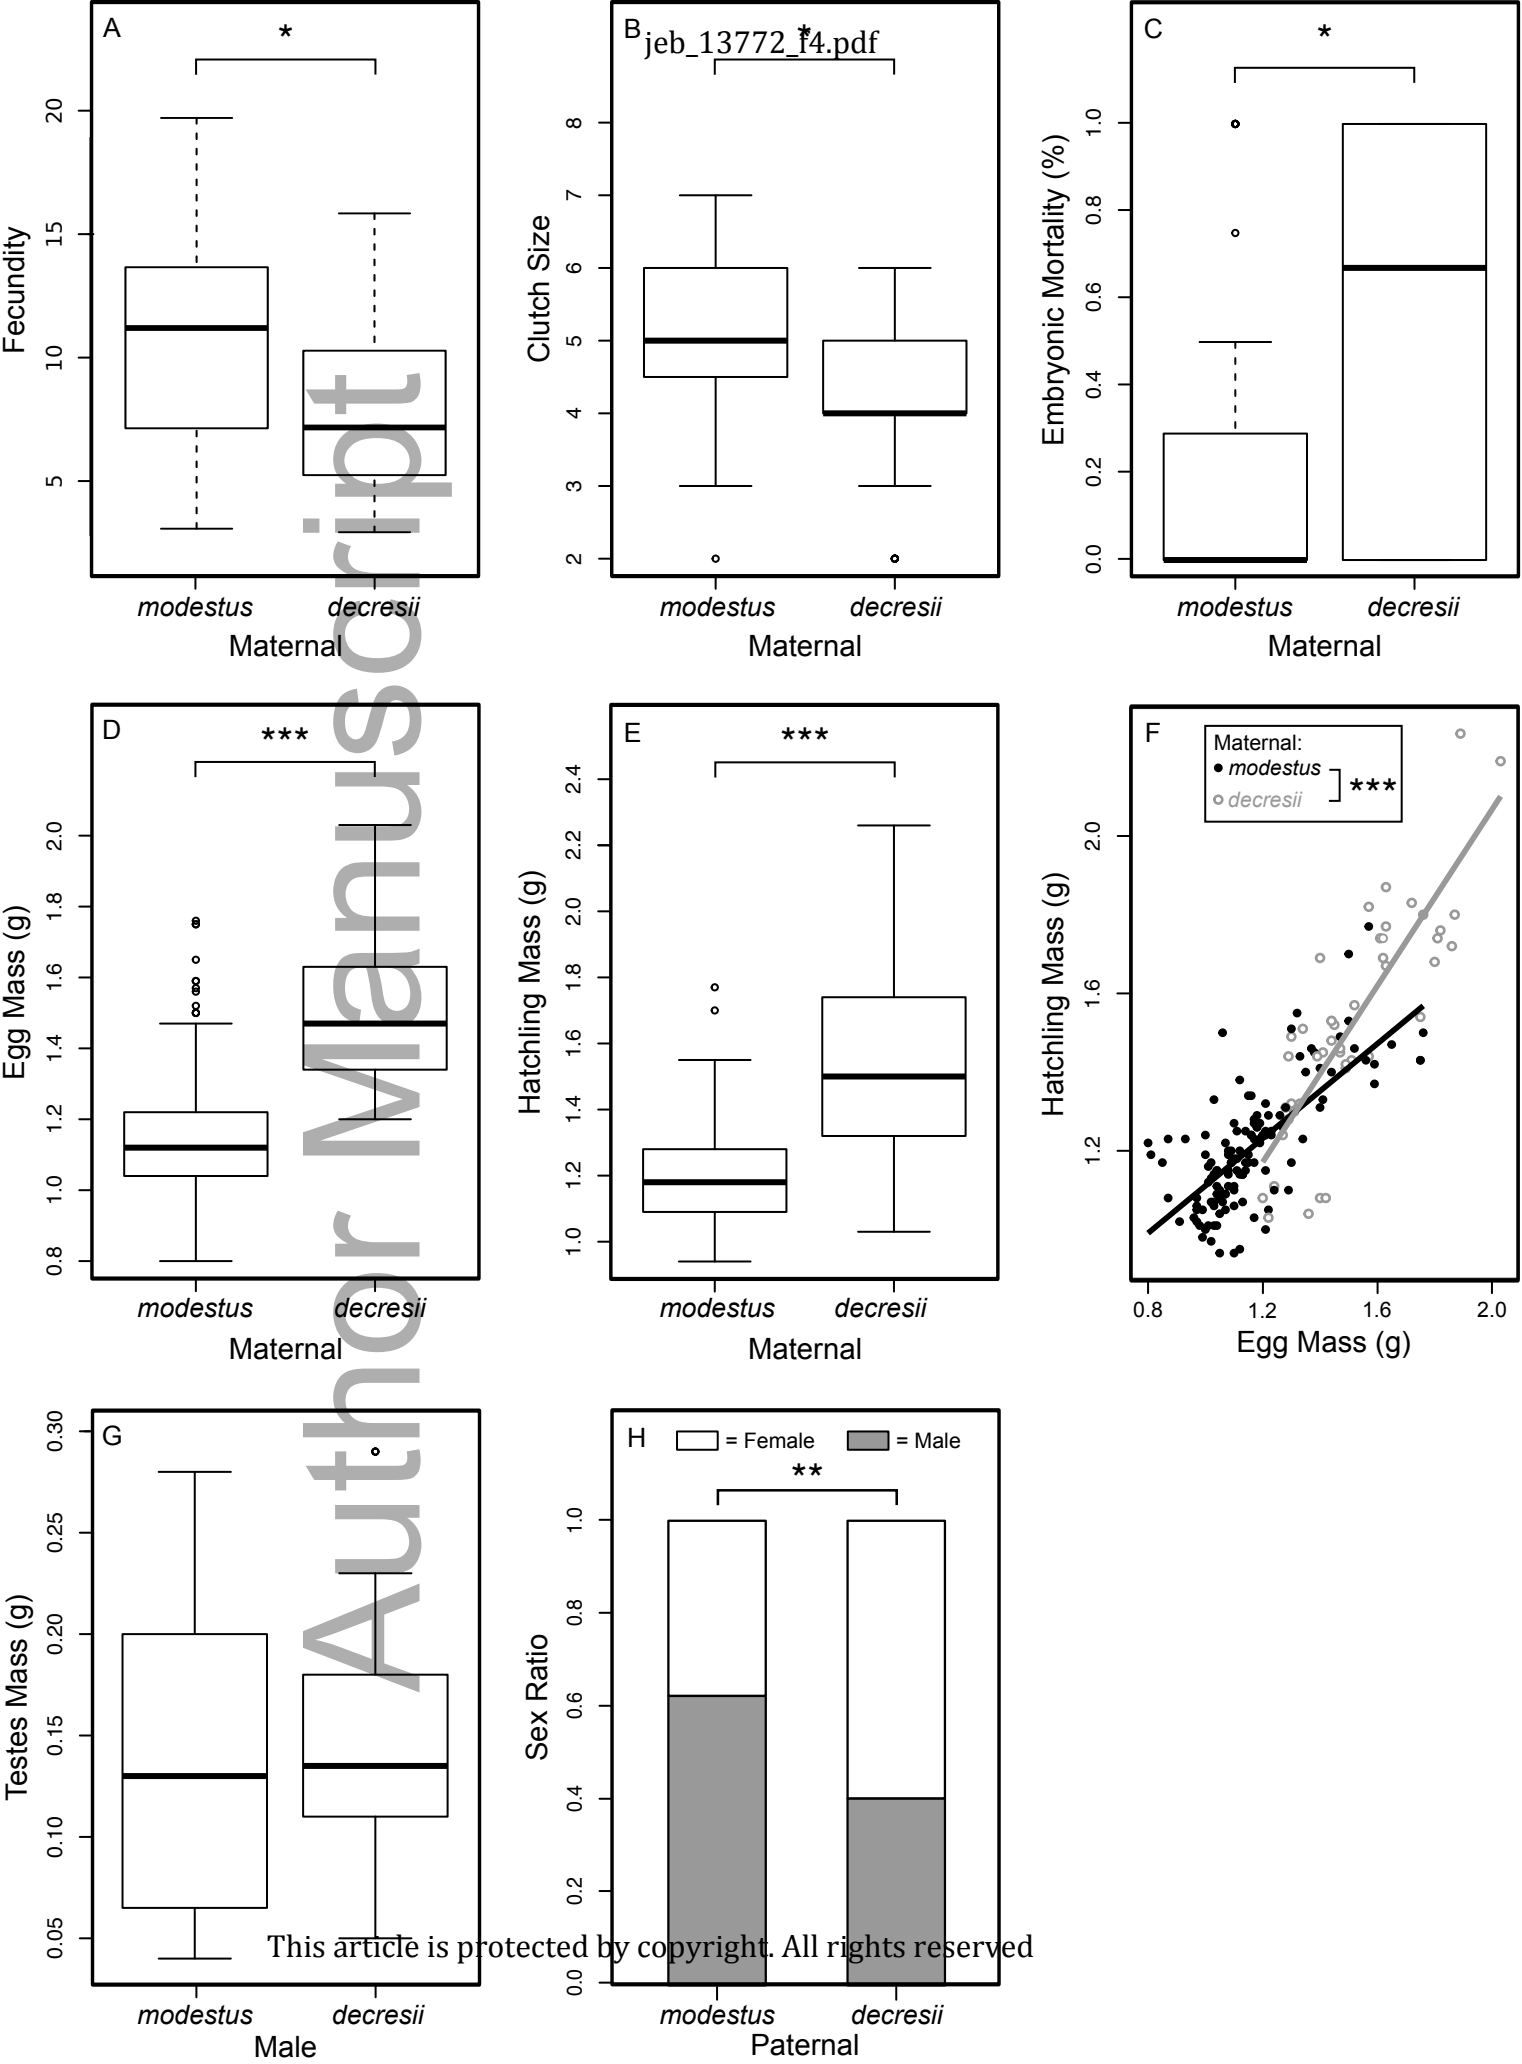 A
*
Fecundity
20
15
10
5
modestus
decresii
Maternal
B
jeb_13772_f4.pdf
*
Clutch Size
8
7
6
5
4
3
2
modestus
decresii
Maternal
C
*
Embryonic Mortality (%)
1.0
0.8
0.6
0.4
0.2
0.0
modestus
decresii
Maternal
D
***
Egg Mass (g)
2.0
1.8
1.6
1.4
1.2
1.0
0.8
modestus
decresii
Maternal
E
***
Hatchling Mass (g)
2.4
2.2
2.0
1.8
1.6
1.4
1.2
1.0
modestus
decresii
Maternal
F
Maternal:
modestus
decresii
***
Hatchling Mass (g)
2.0
1.6
1.2
0.8 1.2 1.6 2.0
Egg Mass (g)
G
Testes Mass (g)
0.30
0.25
0.20
0.15
0.10
0.05
modestus
decresii
Male
H
= Female
= Male
**
Sex Ratio
1.0
0.8
0.6
0.4
0.2
0.0
modestus
decresii
Paternal
Author Manuscript
This article is protected by copyright. All rights reserved